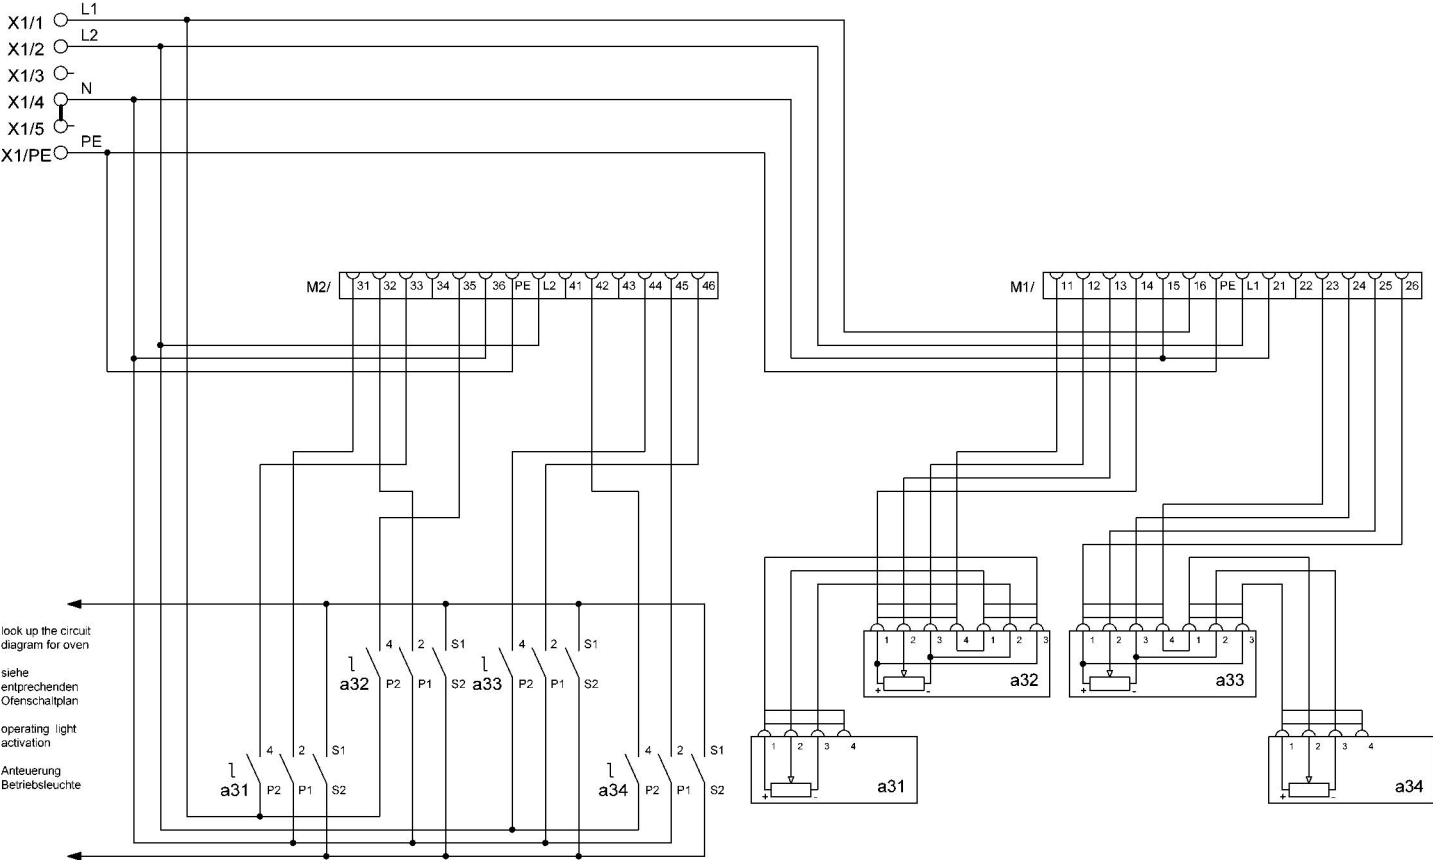 X1/1 L1
X1/2 L2
X1/3
X1/4 N
X1/5
X1/PE PE
M2/ 31 32 33 34 35 36 PE L2 41 42 43 44 45 46
M1/ 11 12 13 14 15 16 PE L1 21 22 23 24 25 26
look up the circuit
diagram for oven
siehe
entprechenden
Ofenschaltplan
operating light
activation
Anteuerung
Betriebsleuchte
4 2 S1
l
a32 P2 P1 S2
4 2 S1
l
a33 P2 P1 S2
4 2 S1
l
a31 P2 P1 S2
4 2 S1
l
a34 P2 P1 S2
1 2 3 4 1 2 3
+ - a32
1 2 3 4 1 2 3
+ - a33
1 2 3 4
+ - a31
1 2 3 4
+ - a34